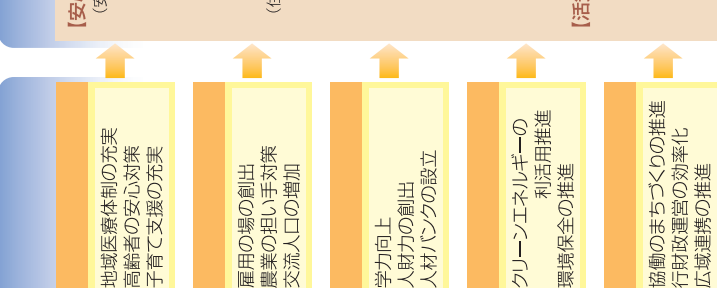 【安
(安
(住
【活
地域医療体制の充実
高齢者の安心対策
子育て支援の充実
雇用の場の創出
農業の担い手対策
交流人口の増加
学力向上
人財力の創出
人材バンクの設立
クリーンエネルギーの
利活用推進
環境保全の推進
協働のまちづくりの推進
行財政運営の効率化
広域連携の推進